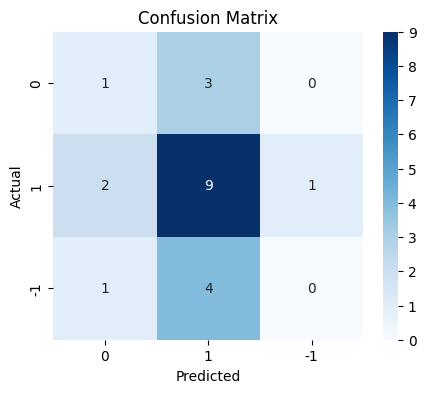 Confusion Matrix
9
8
7
6
5
4
3
2
1
0
Actual
0
1
-1
1 3 0
2 9 1
1 4 0
0 1 -1
Predicted